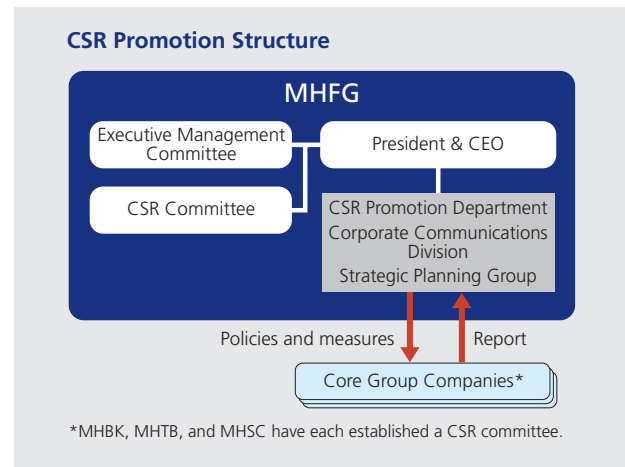 CSR Promotion Structure
MHFG
Executive Management
Committee
President & CEO
CSR Committee
CSR Promotion Department
Corporate Communications
Division
Strategic Planning Group
Policies and measures
Report
Core Group Companies*
*MHBK, MHTB, and MHSC have each established a CSR committee.